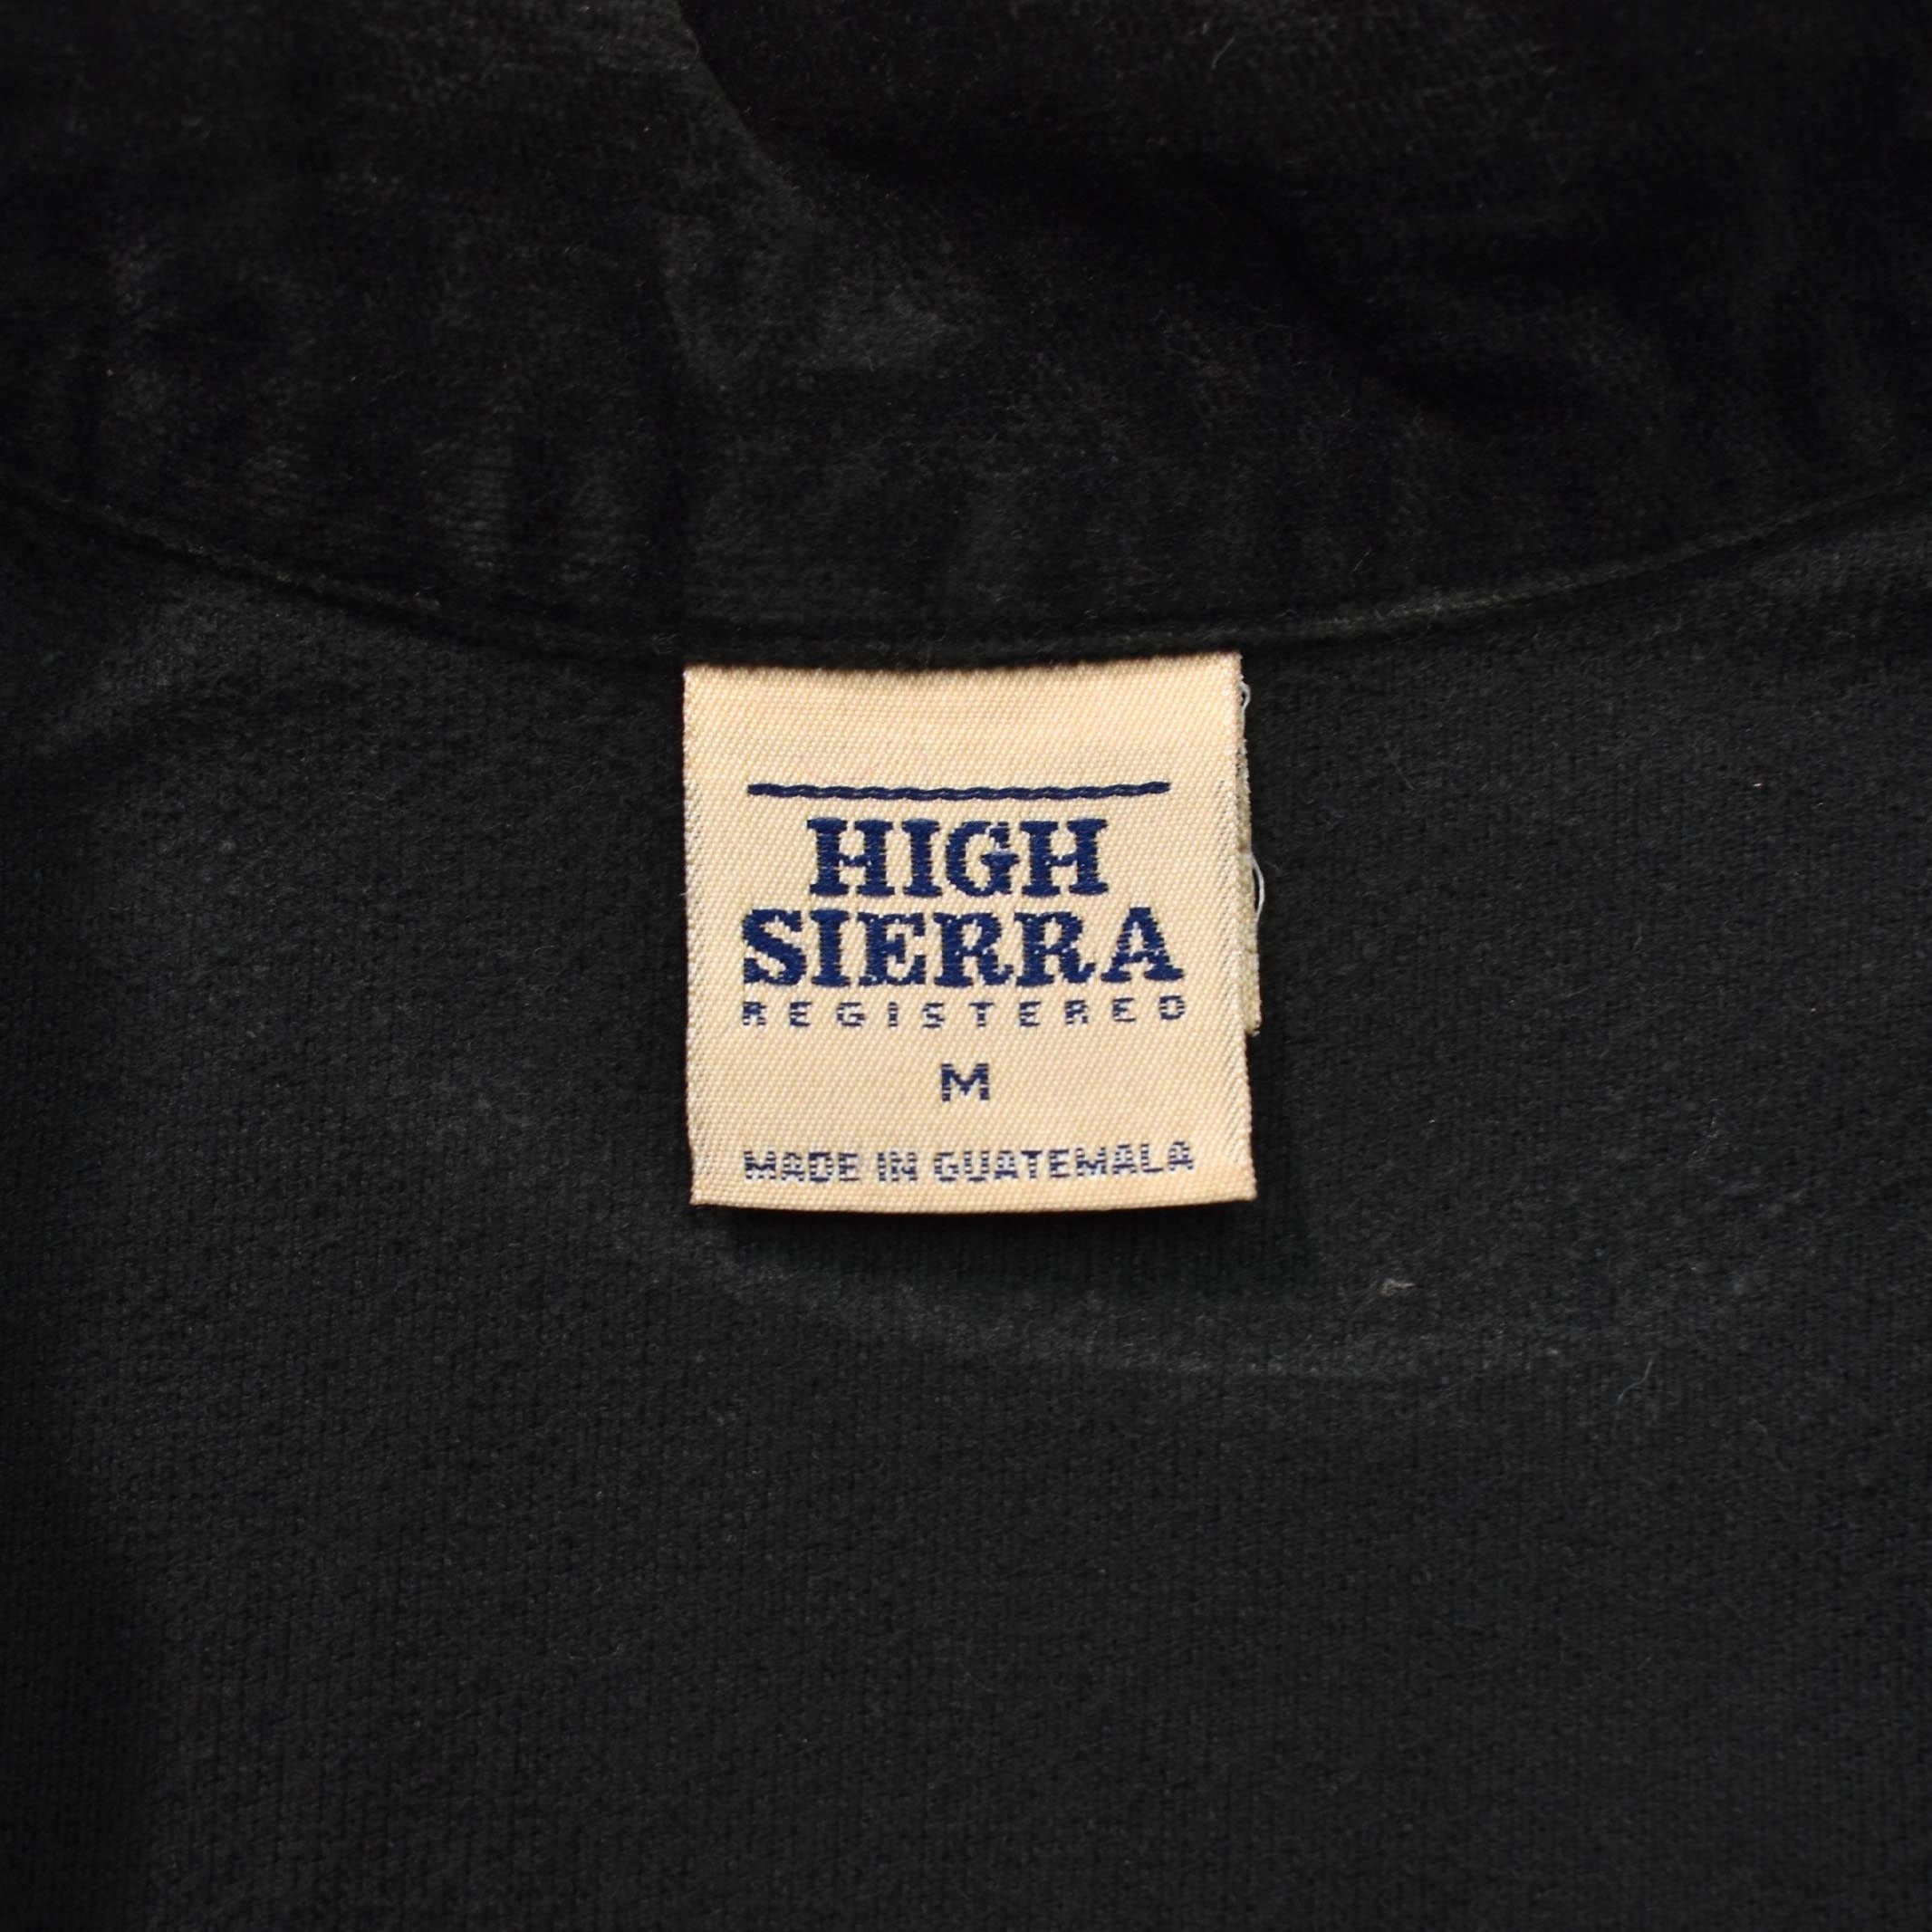 HIGH
SIERRA
REGISTERED
M
MADE IN GUATEMALA